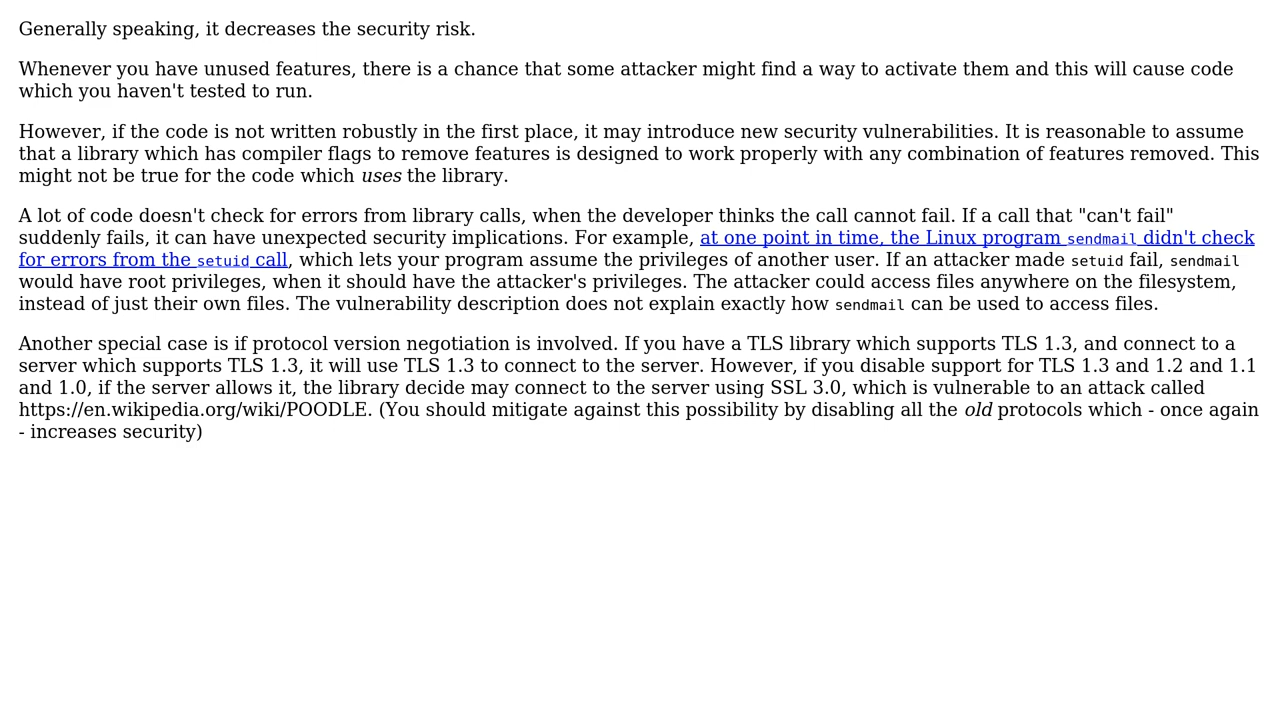 Generally speaking, it decreases the security risk.
Whenever you have unused features, there is a chance that some attacker might find a way to activate them and this will cause code
which you haven't tested to run.
However, if the code is not written robustly in the first place, it may introduce new security vulnerabilities. It is reasonable to assume
that a library which has compiler flags to remove features is designed to work properly with any combination of features removed. This
might not be true for the code which uses the library.
A lot of code doesn't check for errors from library calls, when the developer thinks the call cannot fail. If a call that "can't fail"
suddenly fails, it can have unexpected security implications. For example, at one point in time, the Linux program sendmail didn't check
for errors from the setuid call, which lets your program assume the privileges of another user. If an attacker made setuid fail, sendmail
would have root privileges, when it should have the attacker's privileges. The attacker could access files anywhere on the filesystem,
instead of just their own files. The vulnerability description does not explain exactly how sendmail can be used to access files.
Another special case is if protocol version negotiation is involved. If you have a TLS library which supports TLS 1.3, and connect to a
server which supports TLS 1.3, it will use TLS 1.3 to connect to the server. However, if you disable support for TLS 1.3 and 1.2 and 1.1
and 1.0, if the server allows it, the library decide may connect to the server using SSL 3.0, which is vulnerable to an attack called
https://en.wikipedia.org/wiki/POODLE. (You should mitigate against this possibility by disabling all the old protocols which - once again
- increases security)